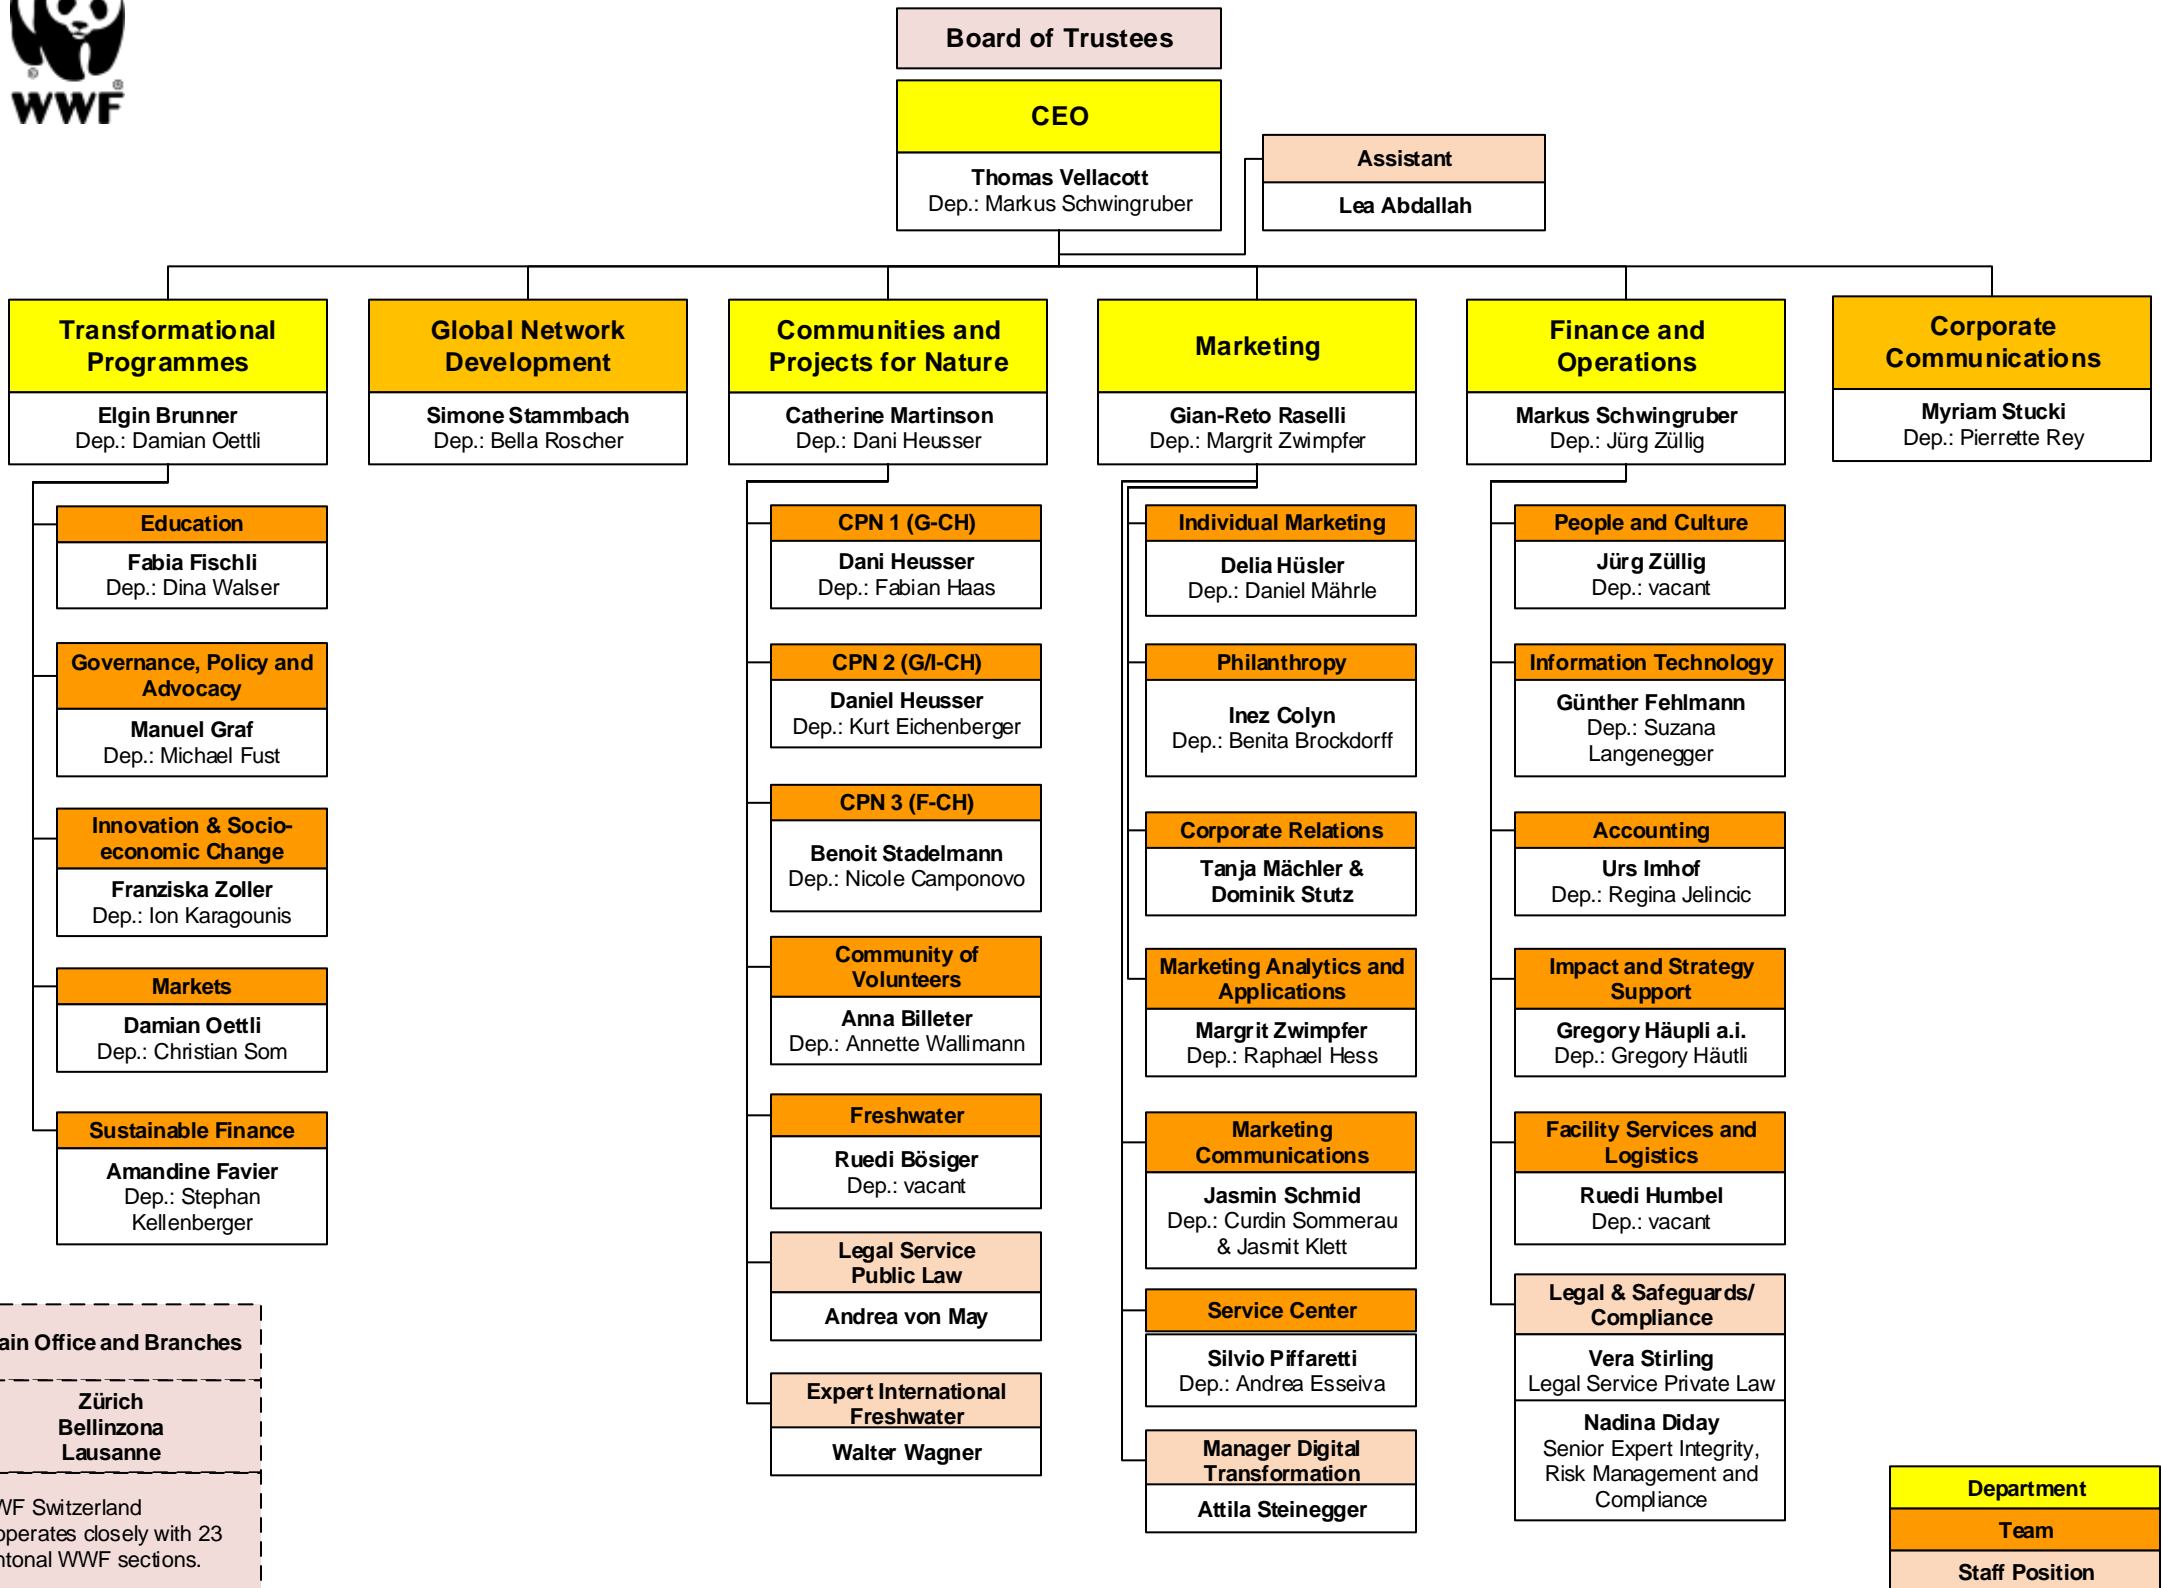 WWF
Board of Trustees
CEO
Thomas Vellacott
Dep.: Markus Schwingruber
Assistant
Lea Abdallah
Transformational
Programmes
Elgin Brunner
Dep.: Damian Oettli
Global Network
Development
Simone Stammbach
Dep.: Bella Roscher
Communities and
Projects for Nature
Catherine Martinson
Dep.: Dani Heusser
Marketing
Gian-Reto Raselli
Dep.: Margrit Zwimpfer
Finance and
Operations
Markus Schwingruber
Dep.: Jürg Züllig
Corporate
Communications
Myriam Stucki
Dep.: Pierrette Rey
Education
Fabia Fischli
Dep.: Dina Walser
Governance, Policy and
Advocacy
Manuel Graf
Dep.: Michael Fust
Innovation & Socio-
economic Change
Franziska Zoller
Dep.: Ion Karagounis
Markets
Damian Oettli
Dep.: Christian Som
Sustainable Finance
Amandine Favier
Dep.: Stephan
Kellenberger
CPN 1 (G-CH)
Dani Heusser
Dep.: Fabian Haas
CPN 2 (G/I-CH)
Daniel Heusser
Dep.: Kurt Eichenberger
CPN 3 (F-CH)
Benoit Stadelmann
Dep.: Nicole Camponovo
Community of
Volunteers
Anna Billeter
Dep.: Annette Wallimann
Freshwater
Ruedi Bösiger
Dep.: vacant
Legal Service
Public Law
Andrea von May
Expert International
Freshwater
Walter Wagner
Individual Marketing
Delia Hüsler
Dep.: Daniel Mährle
Philanthropy
Inez Colyn
Dep.: Benita Brockdorff
Corporate Relations
Tanja Mächler &
Dominik Stutz
Marketing Analytics and
Applications
Margrit Zwimpfer
Dep.: Raphael Hess
Marketing
Communications
Jasmin Schmid
Dep.: Curdin Sommerau
& Jasmit Klett
Service Center
Silvio Piffaretti
Dep.: Andrea Esseiva
Manager Digital
Transformation
Attila Steinegger
People and Culture
Jürg Züllig
Dep.: vacant
Information Technology
Günther Fehlmann
Dep.: Suzana
Langenegger
Accounting
Urs Imhof
Dep.: Regina Jelincic
Impact and Strategy
Support
Gregory Häupli a.i.
Dep.: Gregory Häutli
Facility Services and
Logistics
Ruedi Humbel
Dep.: vacant
Legal & Safeguards/
Compliance
Vera Stirling
Legal Service Private Law
Nadina Diday
Senior Expert Integrity,
Risk Management and
Compliance
ain Office and Branches
Zürich
Bellinzona
Lausanne
WF Switzerland
operates closely with 23
ntonal WWF sections.
Department
Team
Staff Position